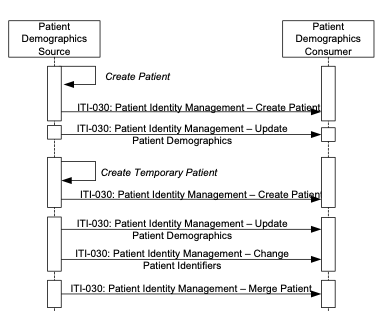 Patient
Demographics
Source
Patient
Demographics
Consumer
Create Patient
ITI-030: Patient Identity Management – Create Patient
ITI-030: Patient Identity Management – Update
Patient Demographics
Create Temporary Patient
ITI-030: Patient Identity Management – Create Patient
ITI-030: Patient Identity Management – Update
Patient Demographics
ITI-030: Patient Identity Management – Change
Patient Identifiers
ITI-030: Patient Identity Management – Merge Patient